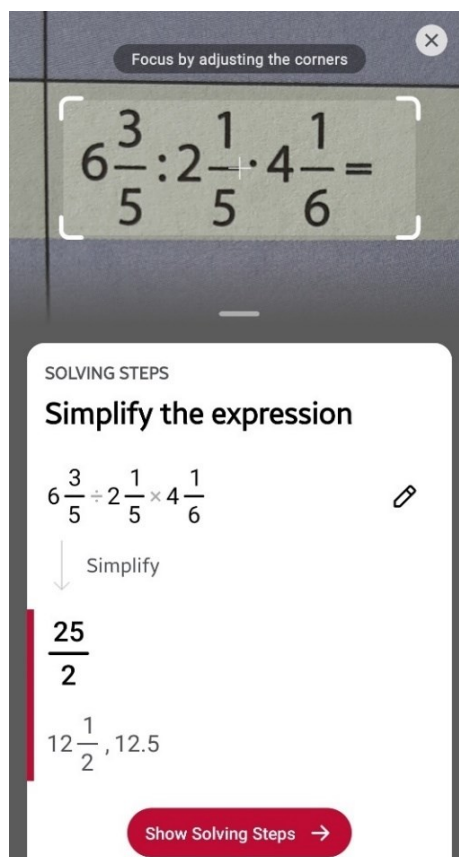 Focus by adjusting the corners
6 3/5 : 2 1/5 · 4 1/6 =
SOLVING STEPS
Simplify the expression
6 3/5 ÷ 2 1/5 × 4 1/6
Simplify
25/2
12 1/2 , 12.5
Show Solving Steps →